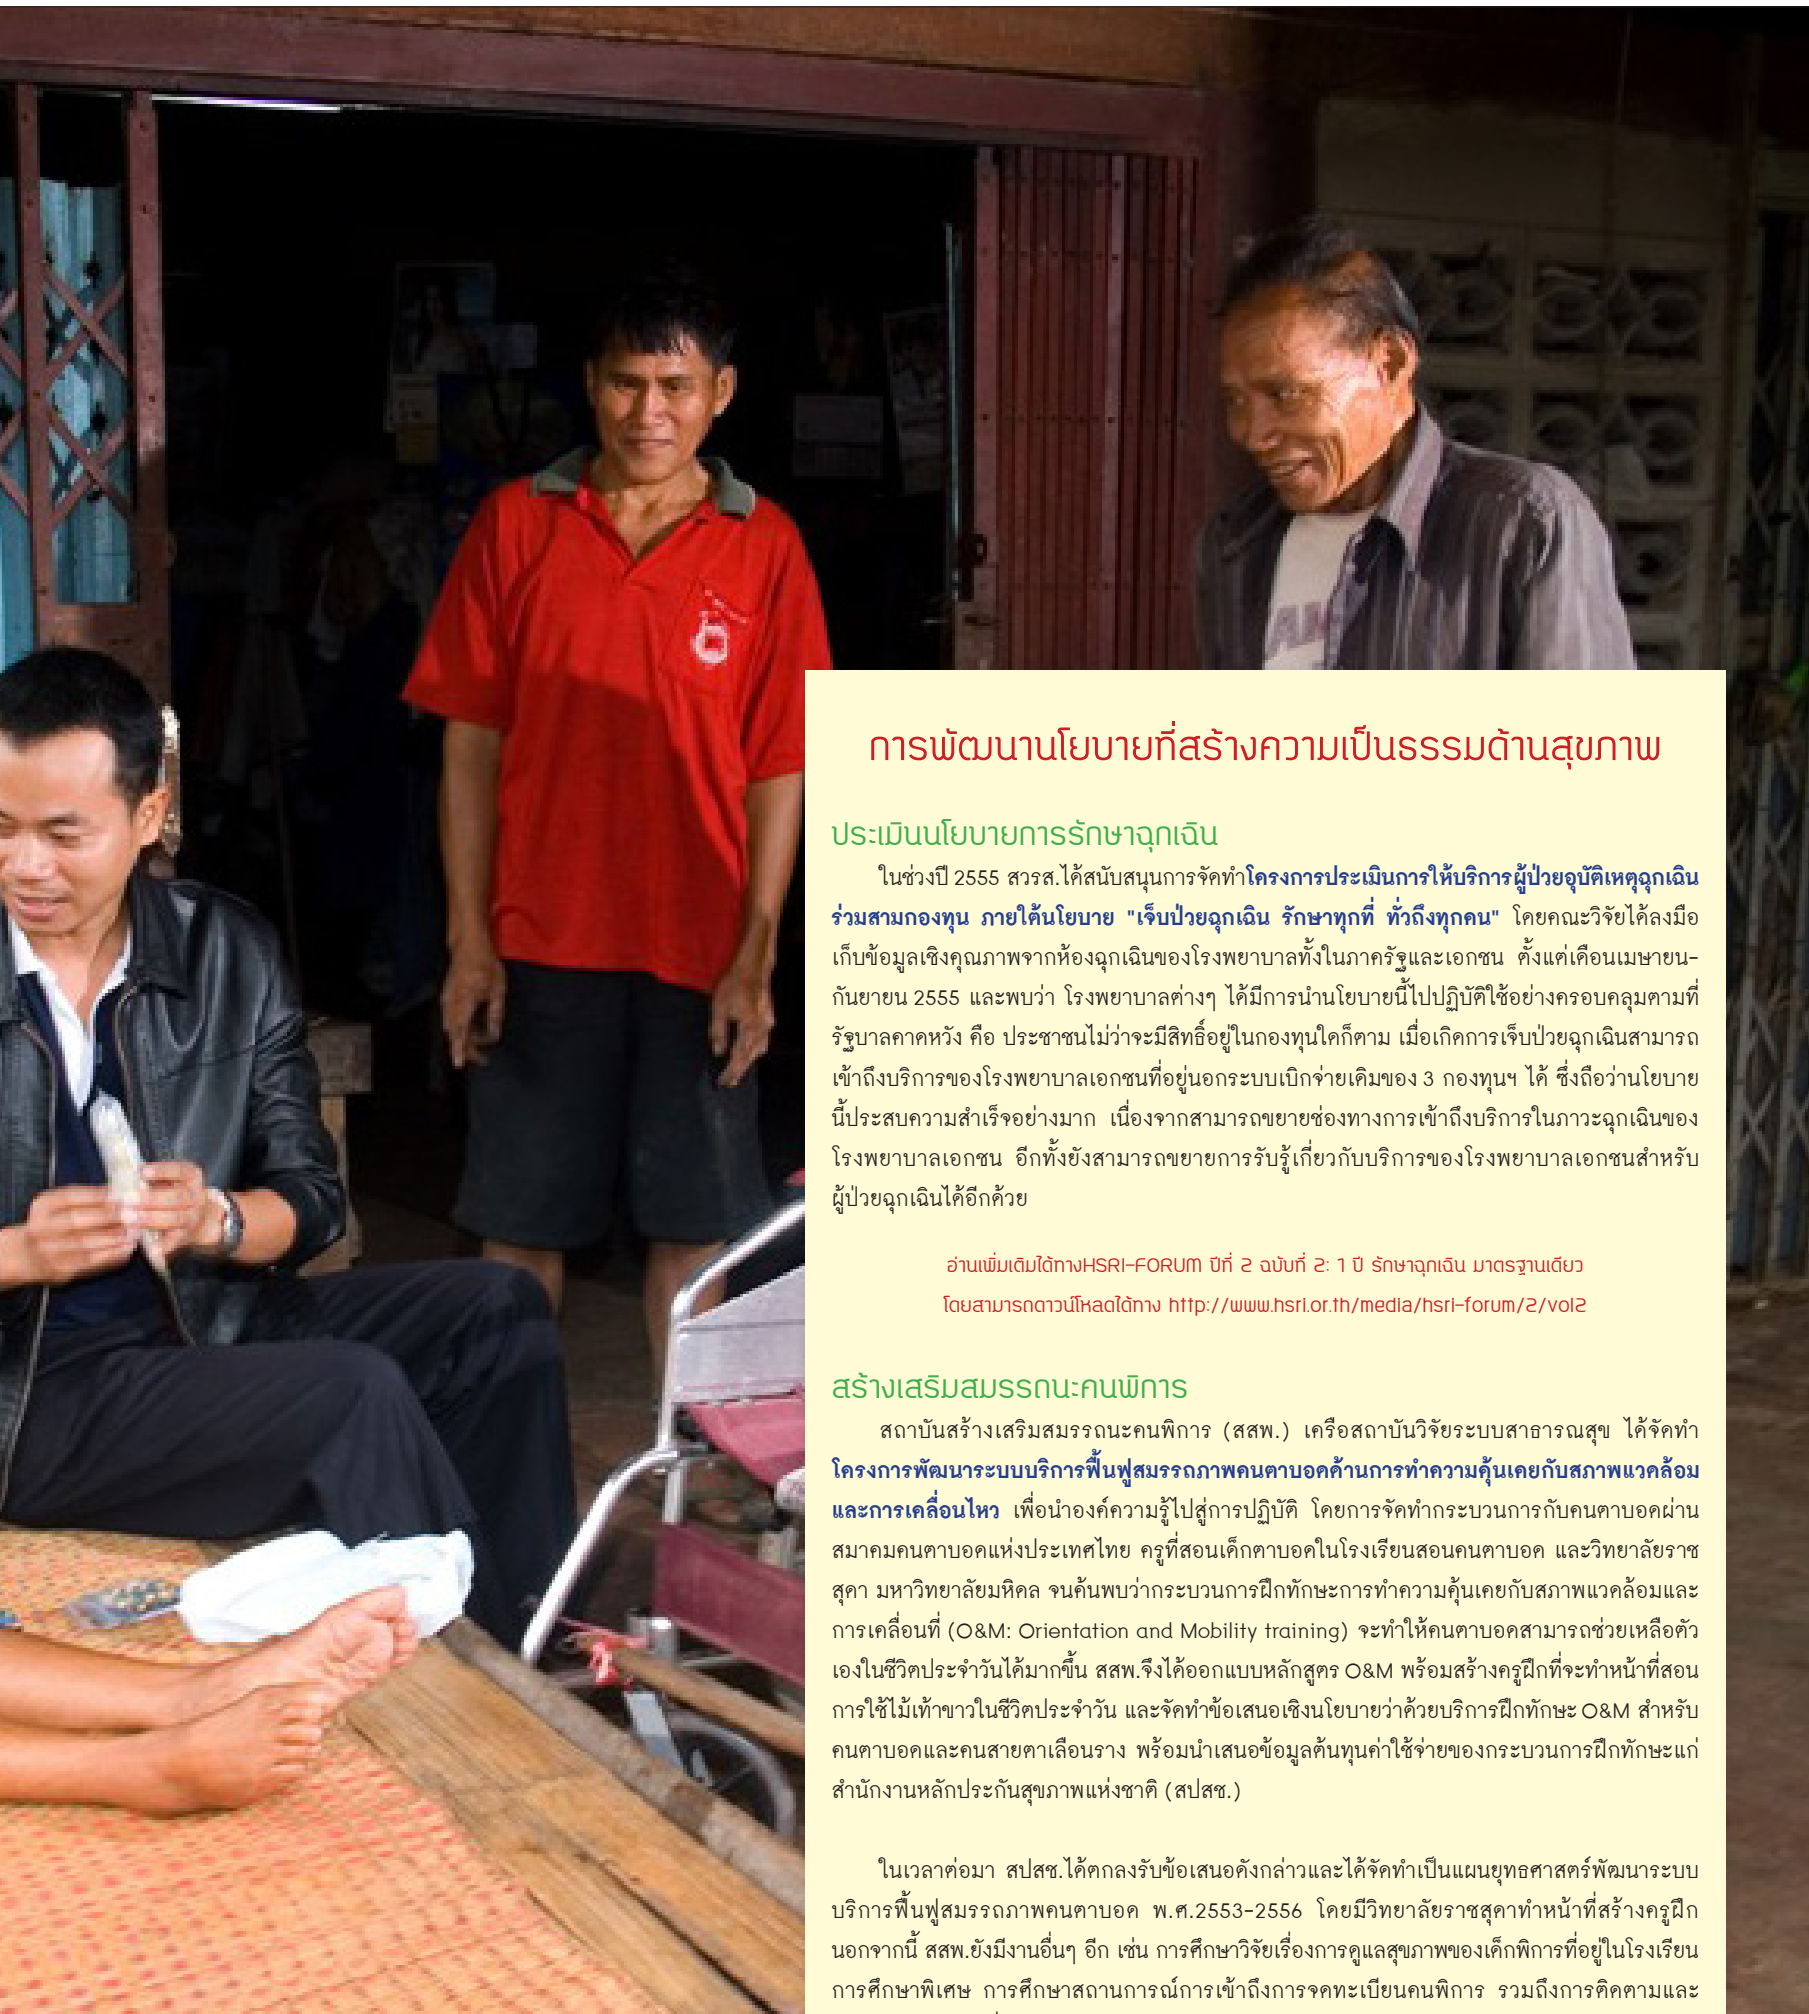 การพัฒนานโยบายที่สร้างความเป็นธรรมด้านสุขภาพ
ประเมินนโยบายการรักษาฉุกเฉิน
ในช่วงปี 2555 สวรส.ได้สนับสนุนการจัดทำโครงการประเมินการให้บริการผู้ป่วยอุบัติเหตุฉุกเฉิน
ร่วมสามกองทุน ภายใต้นโยบาย "เจ็บป่วยฉุกเฉิน รักษาทุกที่ ทั่วถึงทุกคน" โดยคณะวิจัยได้ลงมือ
เก็บข้อมูลเชิงคุณภาพจากห้องฉุกเฉินของโรงพยาบาลทั้งในภาครัฐและเอกชน ตั้งแต่เดือนเมษายน-
กันยายน 2555 และพบว่า โรงพยาบาลต่างๆ ได้มีการนำนโยบายนี้ไปปฏิบัติใช้อย่างครอบคลุมตามที่
รัฐบาลคาดหวัง คือ ประชาชนไม่ว่าจะมีสิทธิ์อยู่ในกองทุนใดก็ตาม เมื่อเกิดการเจ็บป่วยฉุกเฉินสามารถ
เข้าถึงบริการของโรงพยาบาลเอกชนที่อยู่นอกระบบเบิกจ่ายเดิมของ 3 กองทุนฯ ได้ ซึ่งถือว่านโยบาย
นี้ประสบความสำเร็จอย่างมาก เนื่องจากสามารถขยายช่องทางการเข้าถึงบริการในภาวะฉุกเฉินของ
โรงพยาบาลเอกชน อีกทั้งยังสามารถขยายการรับรู้เกี่ยวกับบริการของโรงพยาบาลเอกชนสำหรับ
ผู้ป่วยฉุกเฉินได้อีกด้วย
อ่านเพิ่มเติมได้ทางHSRI-FORUM ปีที่ 2 ฉบับที่ 2: 1 ปี รักษาฉุกเฉิน มาตรฐานเดียว
โดยสามารถดาวน์โหลดได้ทาง http://www.hsri.or.th/media/hsri-forum/2/vol2
สร้างเสริมสมรรถนะคนพิการ
สถาบันสร้างเสริมสมรรถนะคนพิการ (สสพ.) เครือสถาบันวิจัยระบบสาธารณสุข ได้จัดทำ
โครงการพัฒนาระบบบริการฟื้นฟูสมรรถภาพคนตาบอดด้านการทำความคุ้นเคยกับสภาพแวดล้อม
และการเคลื่อนไหว เพื่อนำองค์ความรู้ไปสู่การปฏิบัติ โดยการจัดทำกระบวนการกับคนตาบอดผ่าน
สมาคมคนตาบอดแห่งประเทศไทย ครูที่สอนเด็กตาบอดในโรงเรียนสอนคนตาบอด และวิทยาลัยราช
สุดา มหาวิทยาลัยมหิดล จนค้นพบว่ากระบวนการฝึกทักษะการทำความคุ้นเคยกับสภาพแวดล้อมและ
การเคลื่อนที่ (O&M: Orientation and Mobility training) จะทำให้คนตาบอดสามารถช่วยเหลือตัว
เองในชีวิตประจำวันได้มากขึ้น สสพ.จึงได้ออกแบบหลักสูตร O&M พร้อมสร้างครูฝึกที่จะทำหน้าที่สอน
การใช้ไม้เท้าขาวในชีวิตประจำวัน และจัดทำข้อเสนอเชิงนโยบายว่าด้วยบริการฝึกทักษะ O&M สำหรับ
คนตาบอดและคนสายตาเลือนราง พร้อมนำเสนอข้อมูลต้นทุนค่าใช้จ่ายของกระบวนการฝึกทักษะแก่
สำนักงานหลักประกันสุขภาพแห่งชาติ (สปสช.)
ในเวลาต่อมา สปสช.ได้ตกลงรับข้อเสนอดังกล่าวและได้จัดทำเป็นแผนยุทธศาสตร์พัฒนาระบบ
บริการฟื้นฟูสมรรถภาพคนตาบอด พ.ศ.2553-2556 โดยมีวิทยาลัยราชสุดาทำหน้าที่สร้างครูฝึก
นอกจากนี้ สสพ.ยังมีงานอื่นๆ อีก เช่น การศึกษาวิจัยเรื่องการดูแลสุขภาพของเด็กพิการที่อยู่ในโรงเรียน
การศึกษาพิเศษ การศึกษาสถานการณ์การเข้าถึงการจดทะเบียนคนพิการ รวมถึงการติดตามและ